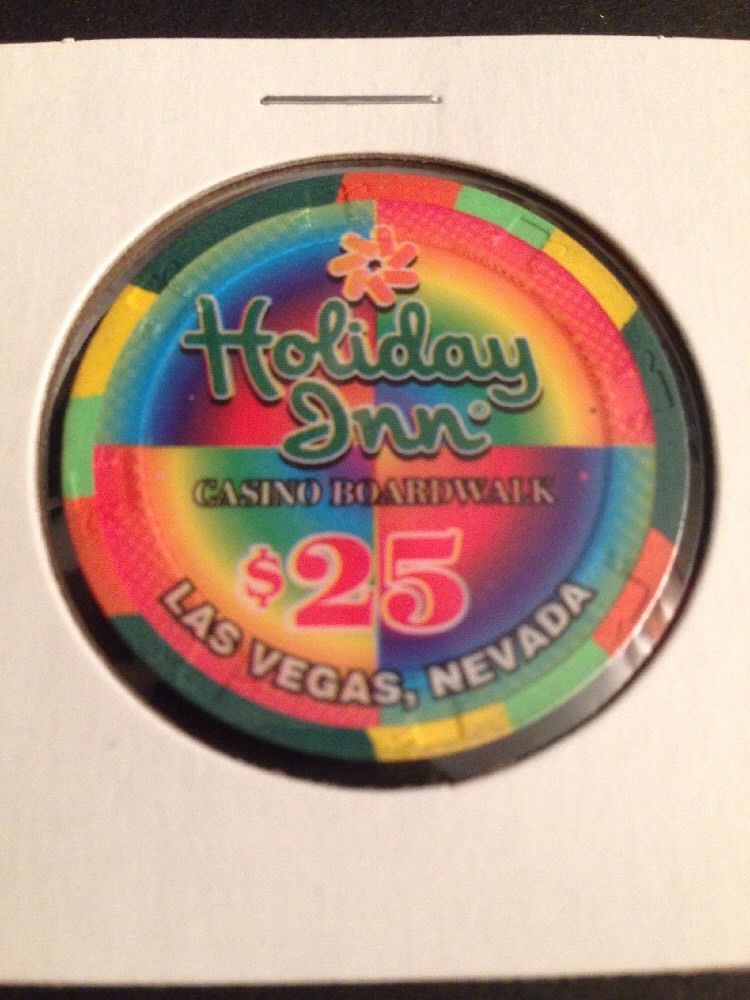 Holiday
Inn®
CASINO BOARDWALK
$25
LAS VEGAS, NEVADA